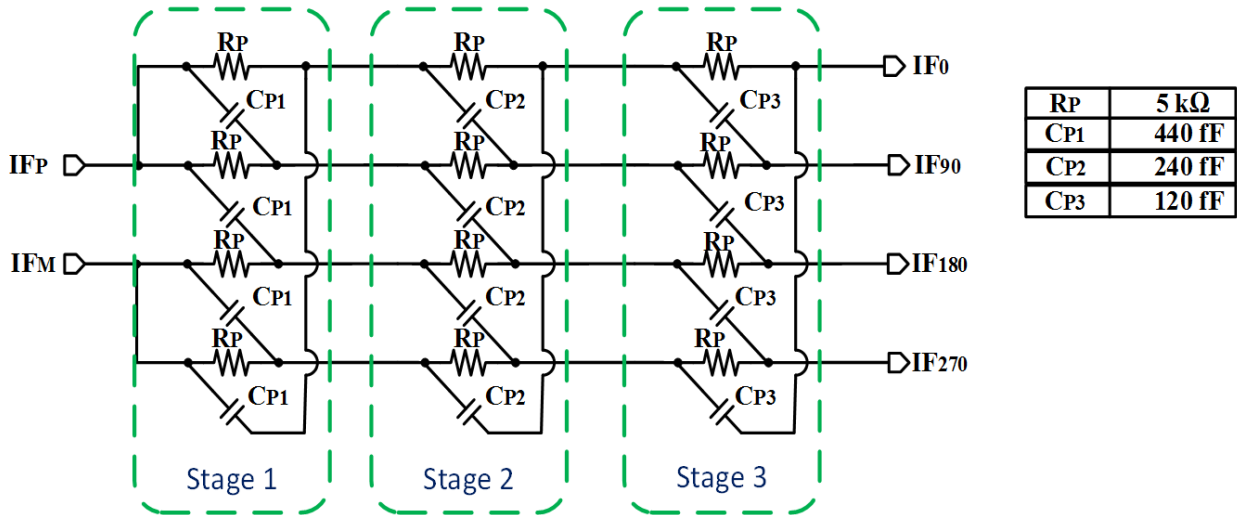 RP RP RP
IF0
CP1 CP2 CP3
RP RP RP
IFP
IF90
CP1 CP2 CP3
RP RP RP
IFM
IF180
CP1 CP2 CP3
RP RP RP
IF270
CP1 CP2 CP3
Stage 1 Stage 2 Stage 3
RP 5 kΩ
CP1 440 fF
CP2 240 fF
CP3 120 fF